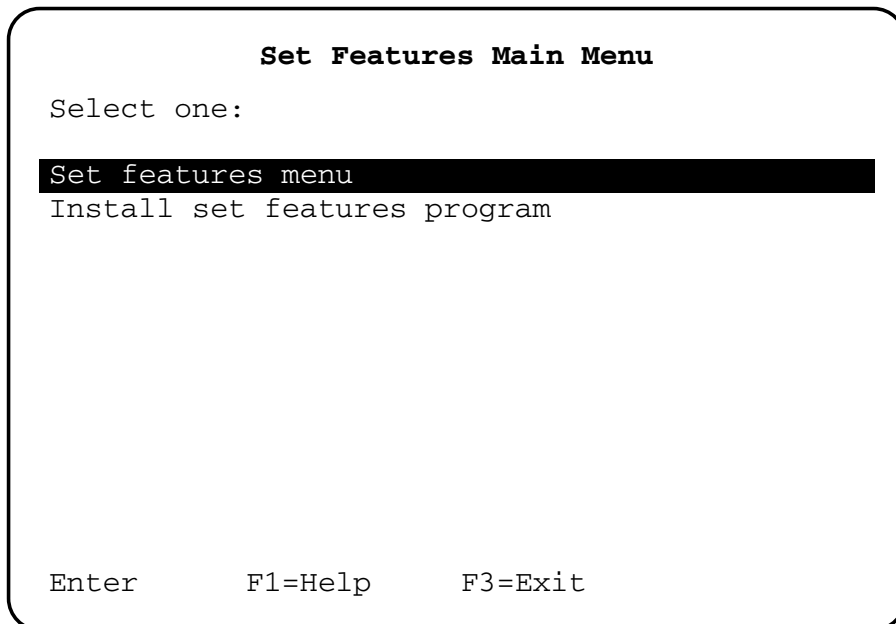 Set Features Main Menu
Select one:
Set features menu
Install set features program
Enter F1=Help F3=Exit